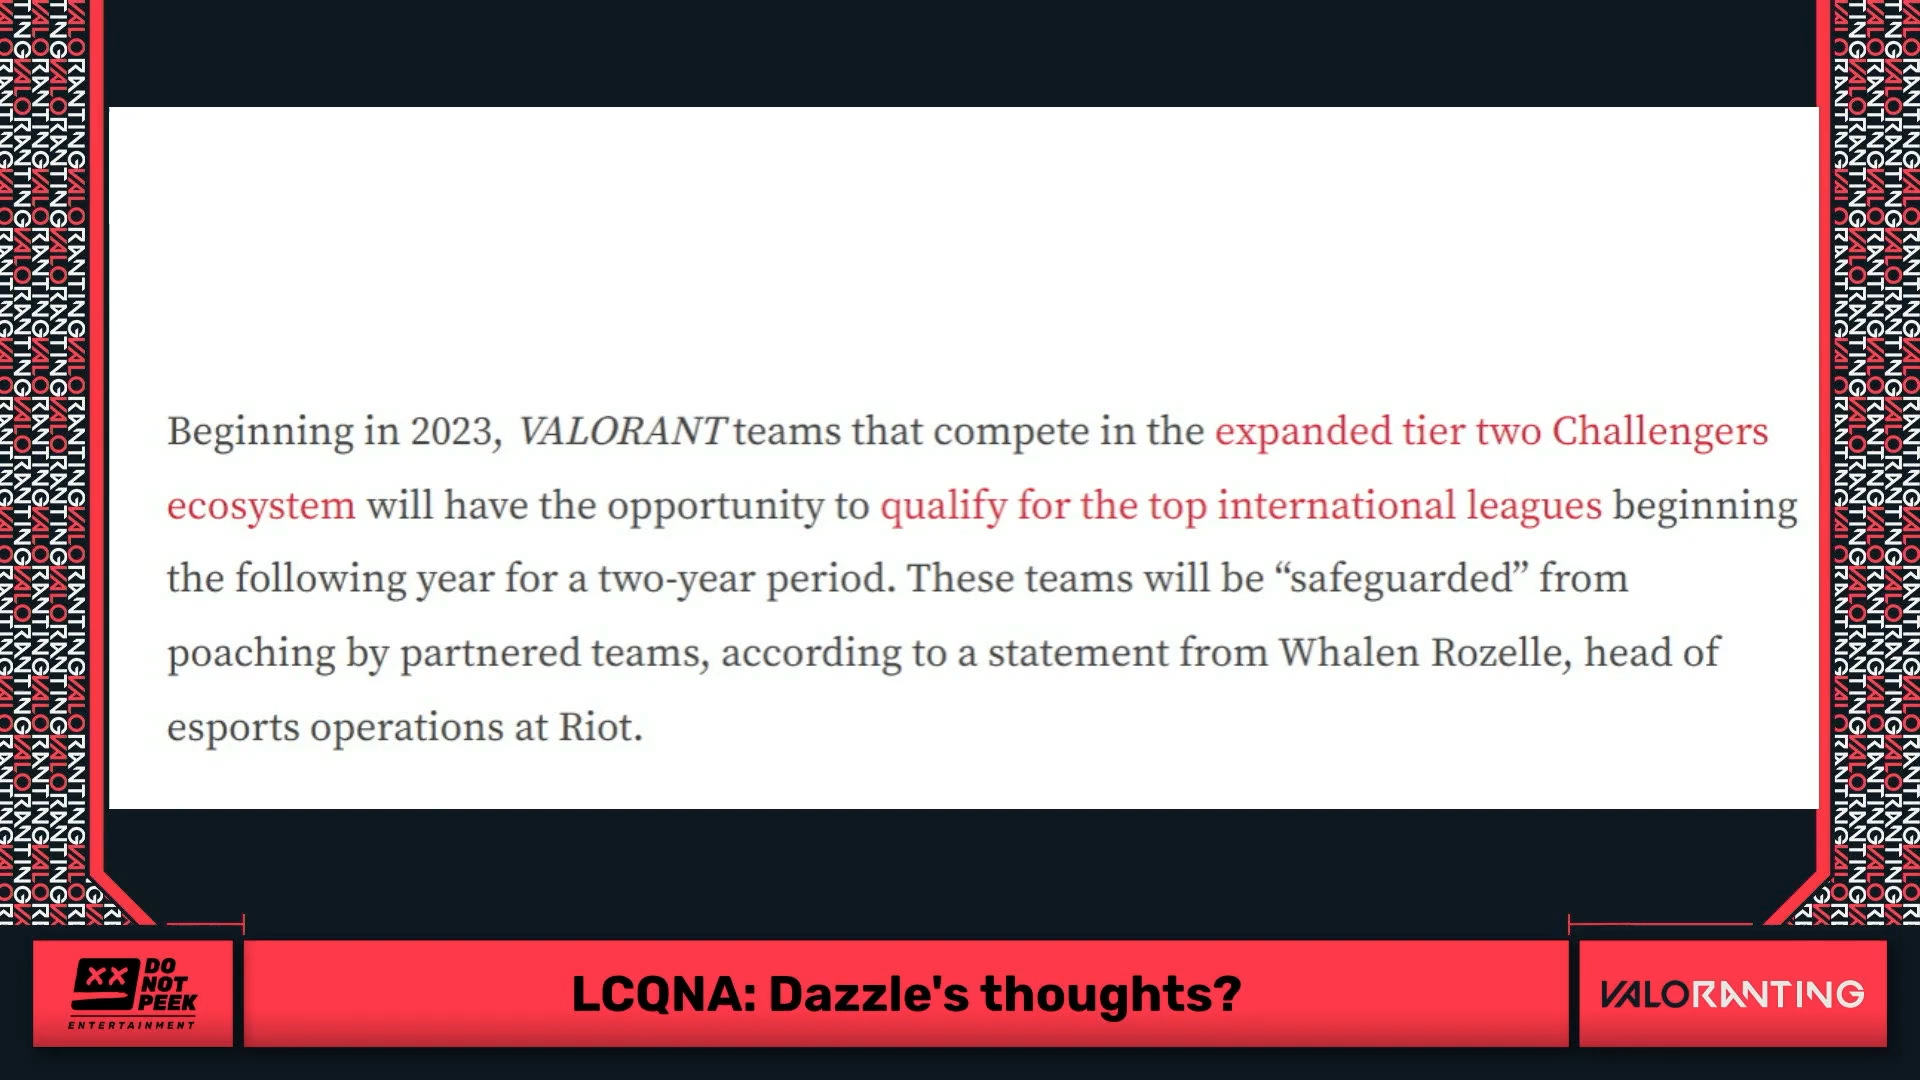 Beginning in 2023, VALORANT teams that compete in the expanded tier two Challengers
ecosystem will have the opportunity to qualify for the top international leagues beginning
the following year for a two-year period. These teams will be “safeguarded” from
poaching by partnered teams, according to a statement from Whalen Rozelle, head of
esports operations at Riot.
DO
NOT
PEEK
ENTERTAINMENT
LCQNA: Dazzle's thoughts?
VALORANTING